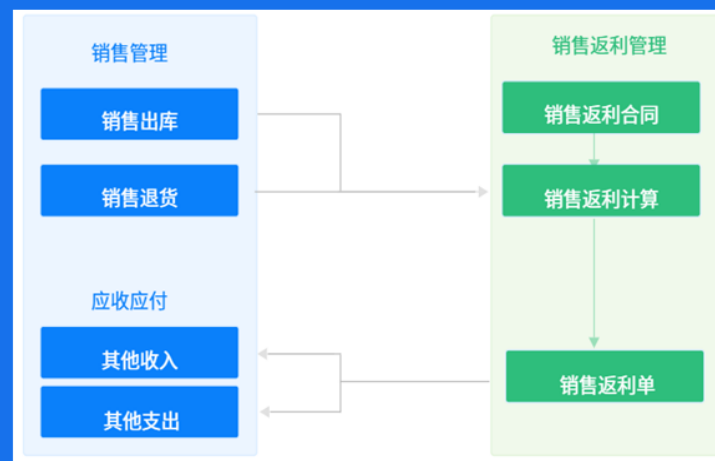 销售管理
销售出库
销售退货
应收应付
其他收入
其他支出
销售返利管理
销售返利合同
销售返利计算
销售返利单